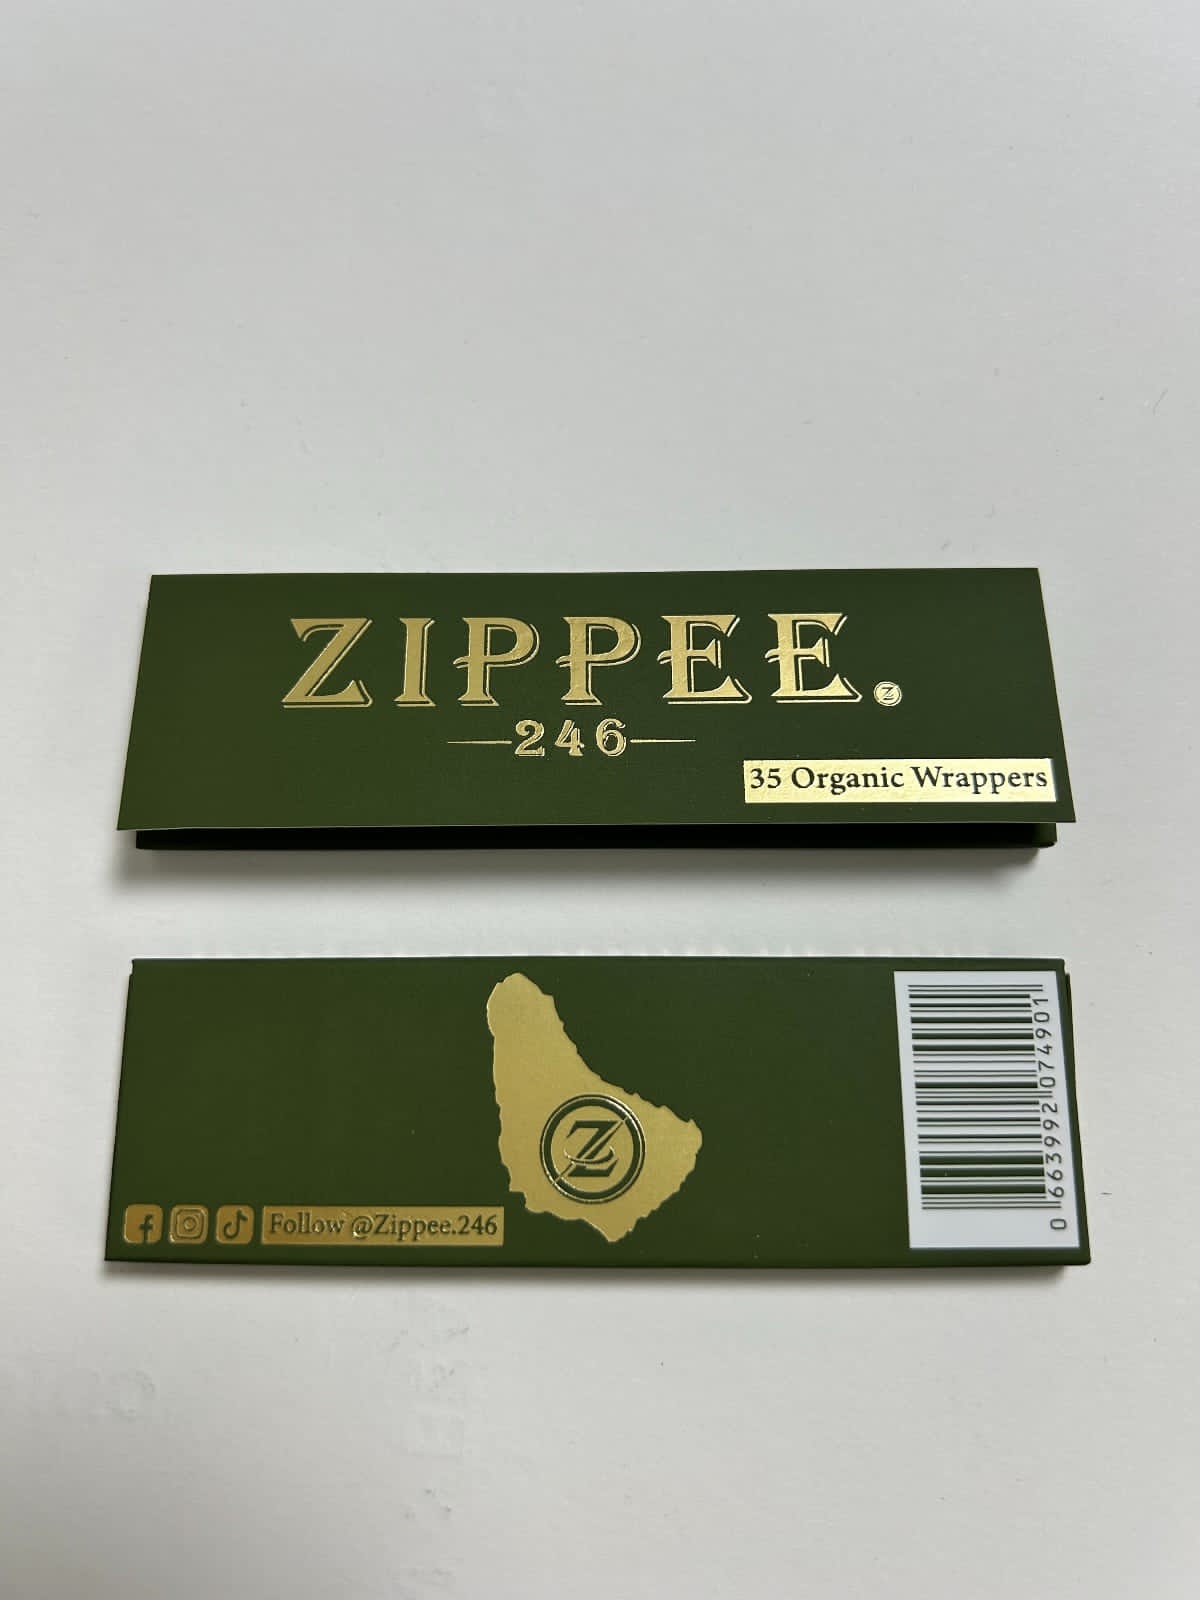 ZIPPEE.
Z
246
35 Organic Wrappers
Z
Follow @Zippee.246
0 663992 074901